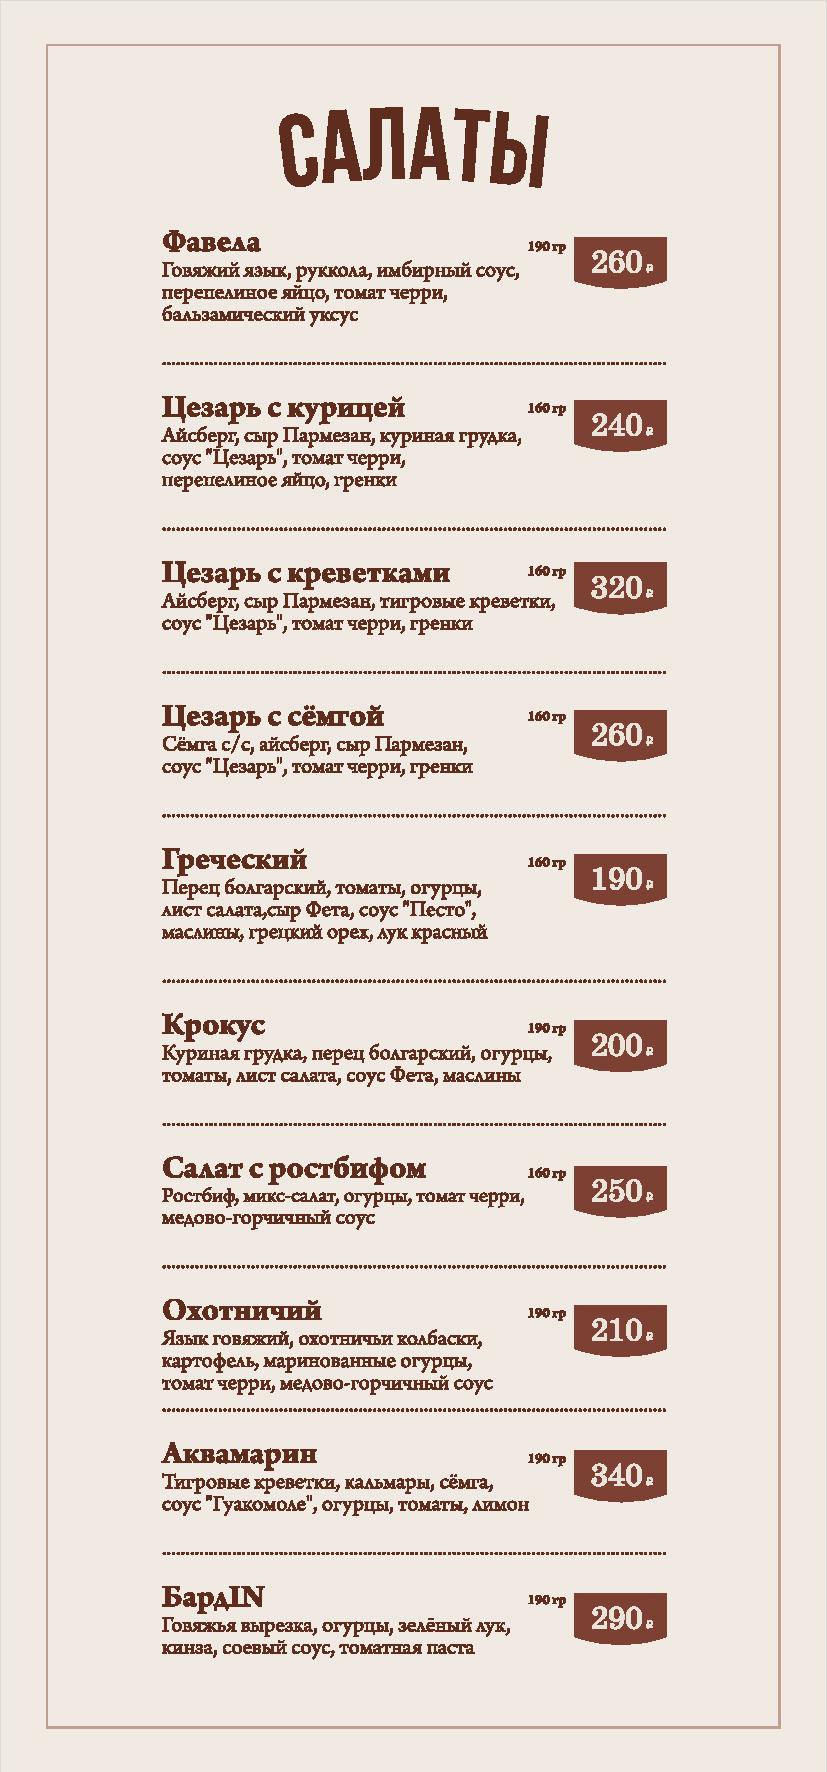 САЛАТЫ
Фавела 190 гр 260 ₽
Говяжий язык, руккола, имбирный соус,
перепелиное яйцо, томат черри,
бальзамический уксус
Цезарь с курицей 160 гр 240 ₽
Айсберг, сыр Пармезан, куриная грудка,
соус "Цезарь", томат черри,
перепелиное яйцо, гренки
Цезарь с креветками 160 гр 320 ₽
Айсберг, сыр Пармезан, тигровые креветки,
соус "Цезарь", томат черри, гренки
Цезарь с сёмгой 160 гр 260 ₽
Сёмга с/с, айсберг, сыр Пармезан,
соус "Цезарь", томат черри, гренки
Греческий 160 гр 190 ₽
Перец болгарский, томаты, огурцы,
лист салата,сыр Фета, соус "Песто",
маслины, грецкий орех, лук красный
Крокус 190 гр 200 ₽
Куриная грудка, перец болгарский, огурцы,
томаты, лист салата, соус Фета, маслины
Салат с ростбифом 160 гр 250 ₽
Ростбиф, микс-салат, огурцы, томат черри,
медово-горчичный соус
Охотничий 190 гр 210 ₽
Язык говяжий, охотничьи колбаски,
картофель, маринованные огурцы,
томат черри, медово-горчичный соус
Аквамарин 190 гр 340 ₽
Тигровые креветки, кальмары, сёмга,
соус "Гуакомоле", огурцы, томаты, лимон
БардIN 190 гр 290 ₽
Говяжья вырезка, огурцы, зелёный лук,
кинза, соевый соус, томатная паста